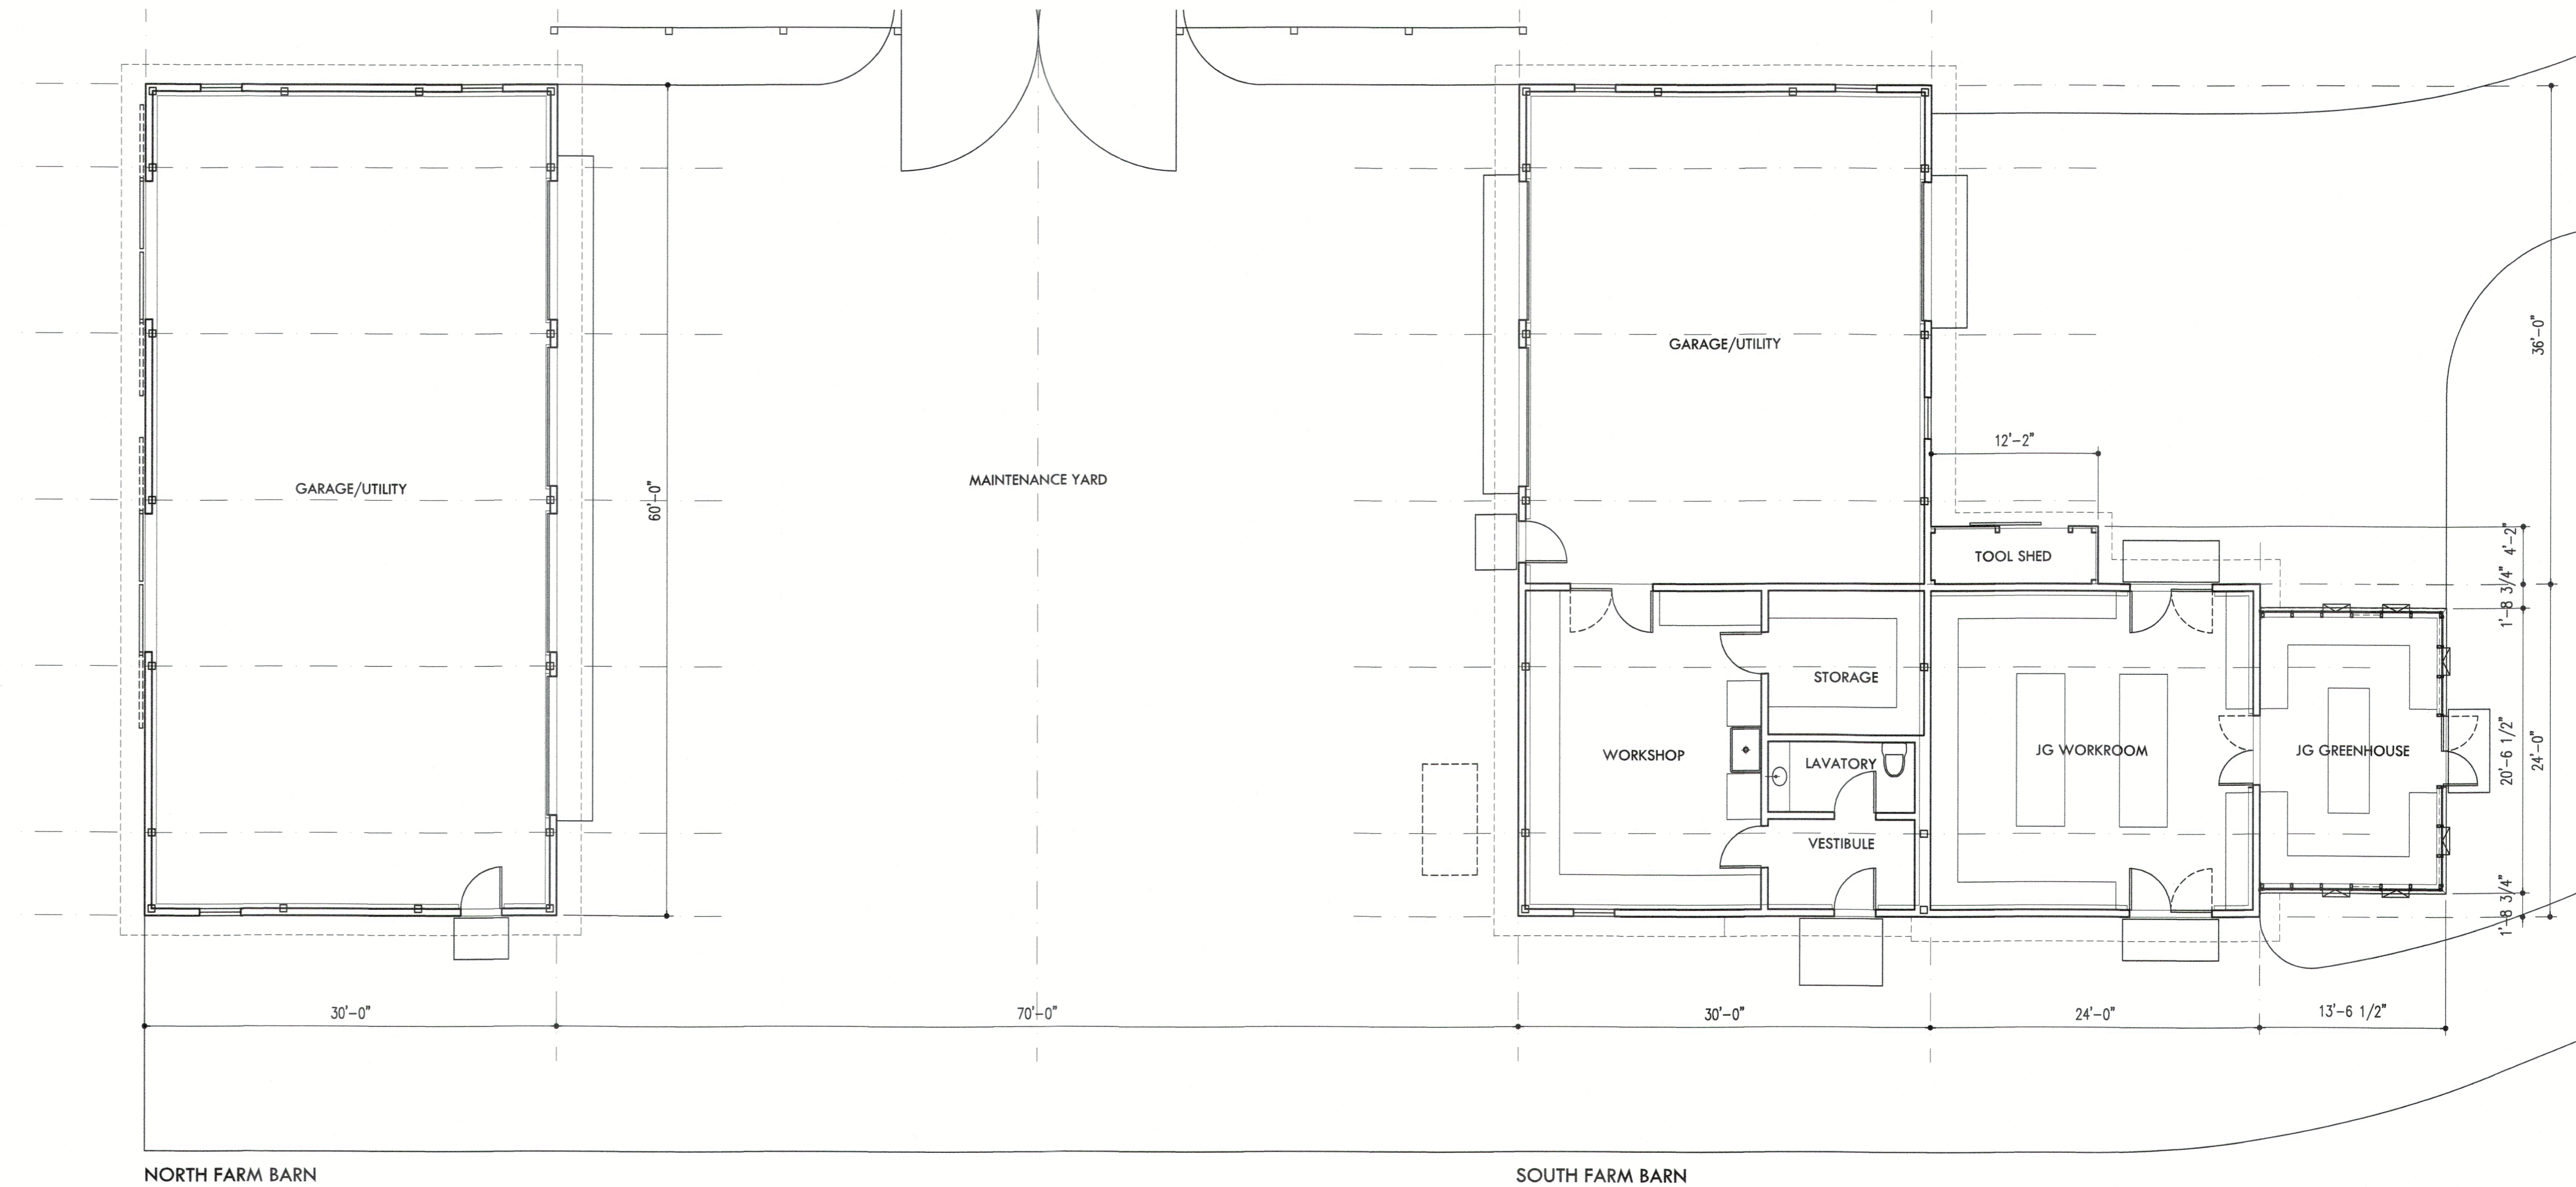 GARAGE/UTILITY
60'-0"
MAINTENANCE YARD
GARAGE/UTILITY
36'-0"
12'-2"
TOOL SHED
4'-2"
1'-8 3/4"
STORAGE
WORKSHOP
LAVATORY
JG WORKROOM
JG GREENHOUSE
20'-6 1/2"
24'-0"
VESTIBULE
1'-8 3/4"
30'-0"
70'-0"
30'-0"
24'-0"
13'-6 1/2"
NORTH FARM BARN
SOUTH FARM BARN